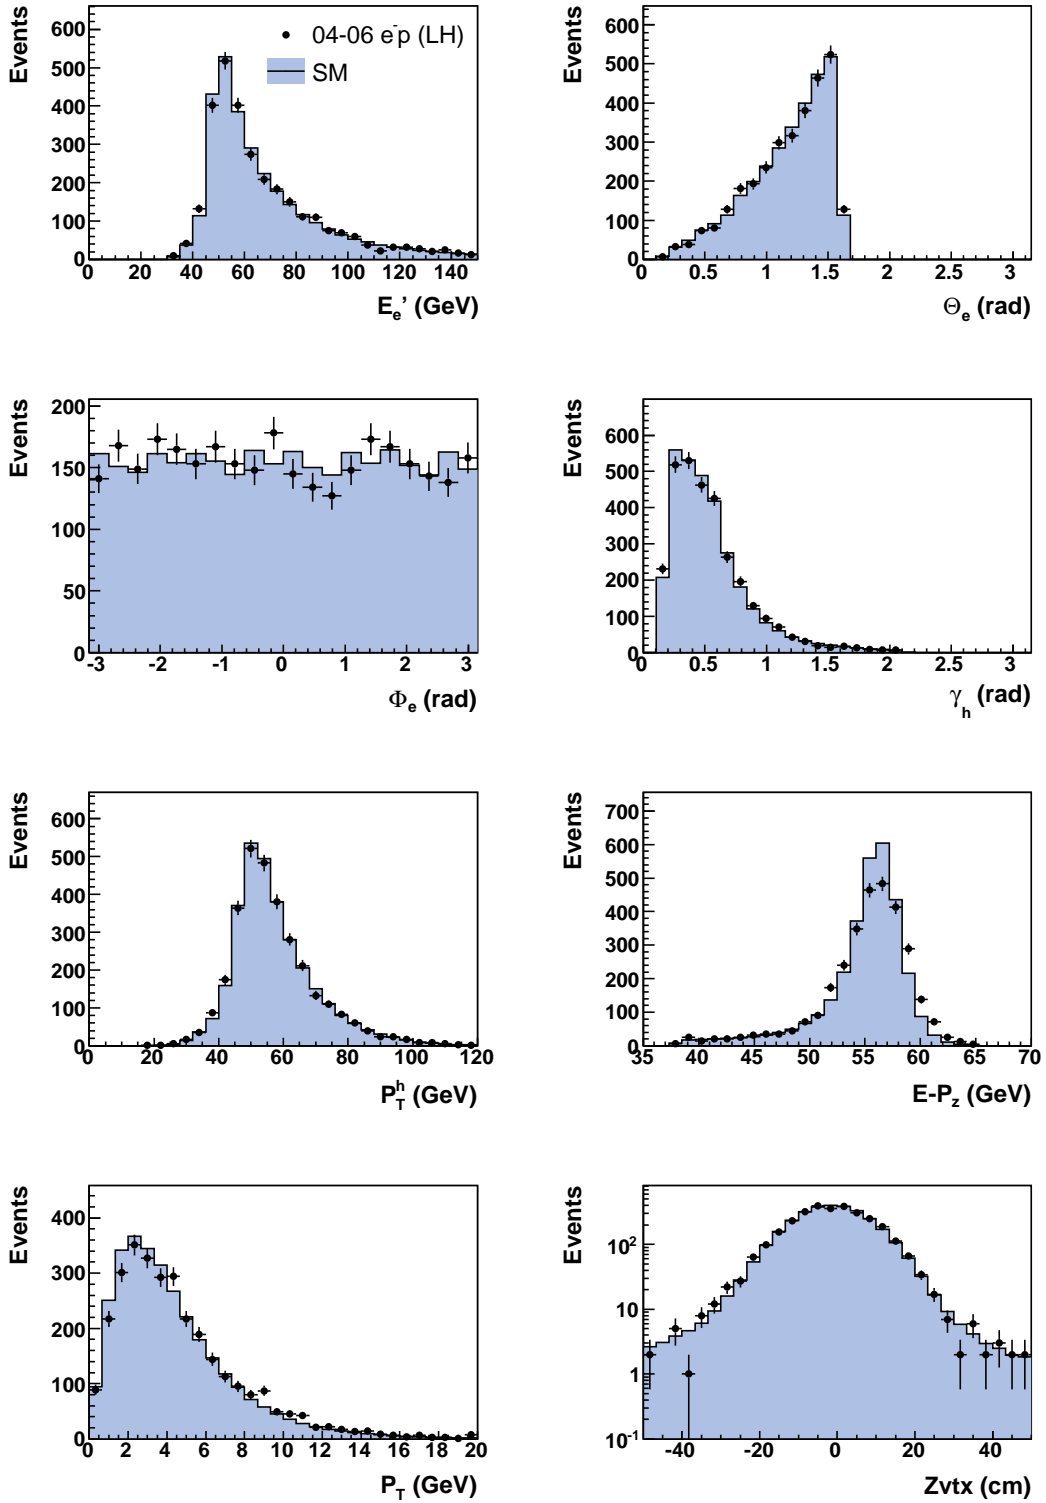 Events
600
500
400
300
200
100
0
04-06 e⁻p (LH)
SM
0 20 40 60 80 100 120 140
E_e' (GeV)
Events
600
500
400
300
200
100
0
0.5 1 1.5 2 2.5 3
Θ_e (rad)
Events
200
150
100
50
0
-3 -2 -1 0 1 2 3
Φ_e (rad)
Events
600
500
400
300
200
100
0
0.5 1 1.5 2 2.5 3
γ_h (rad)
Events
600
500
400
300
200
100
0
0 20 40 60 80 100 120
P_T^h (GeV)
Events
700
600
500
400
300
200
100
0
35 40 45 50 55 60 65 70
E-P_z (GeV)
Events
400
300
200
100
0
0 2 4 6 8 10 12 14 16 18 20
P_T (GeV)
Events
10²
10
1
10⁻¹
-40 -20 0 20 40
Zvtx (cm)